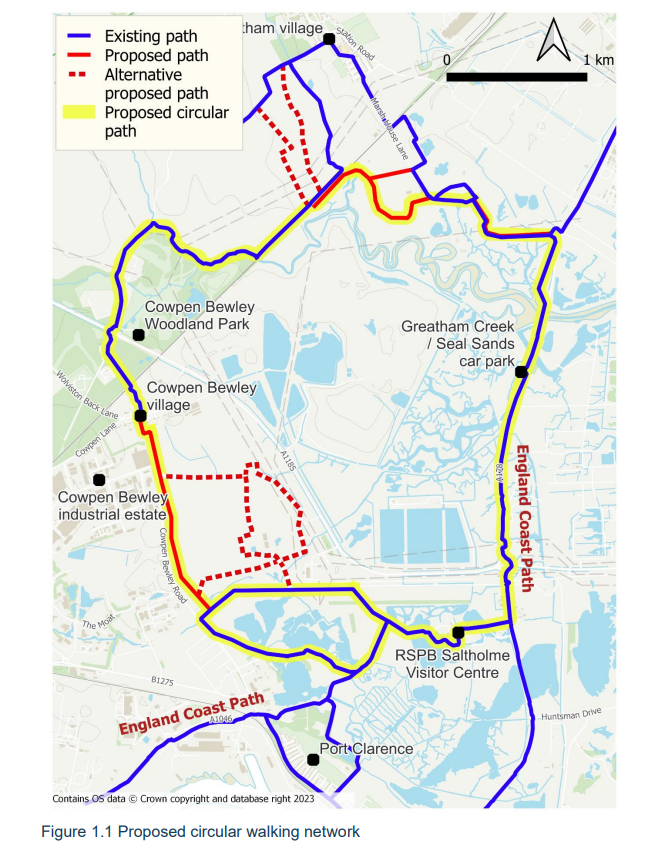 Existing path
Proposed path
Alternative
proposed path
Proposed circular
path
tham village
Station Road
0
1 km
Marsh House Lane
Cowpen Bewley
Woodland Park
Greatham Creek
/ Seal Sands
car park
Wolviston Back Lane
Cowpen Bewley
village
Cowpen Lane
A1185
Cowpen Bewley
industrial estate
England Coast Path
Cowpen Bewley Road
The Moat
RSPB Saltholme
Visitor Centre
B1275
England Coast Path
A1046
Huntsman Drive
Port Clarence
Contains OS data © Crown copyright and database right 2023
Figure 1.1 Proposed circular walking network